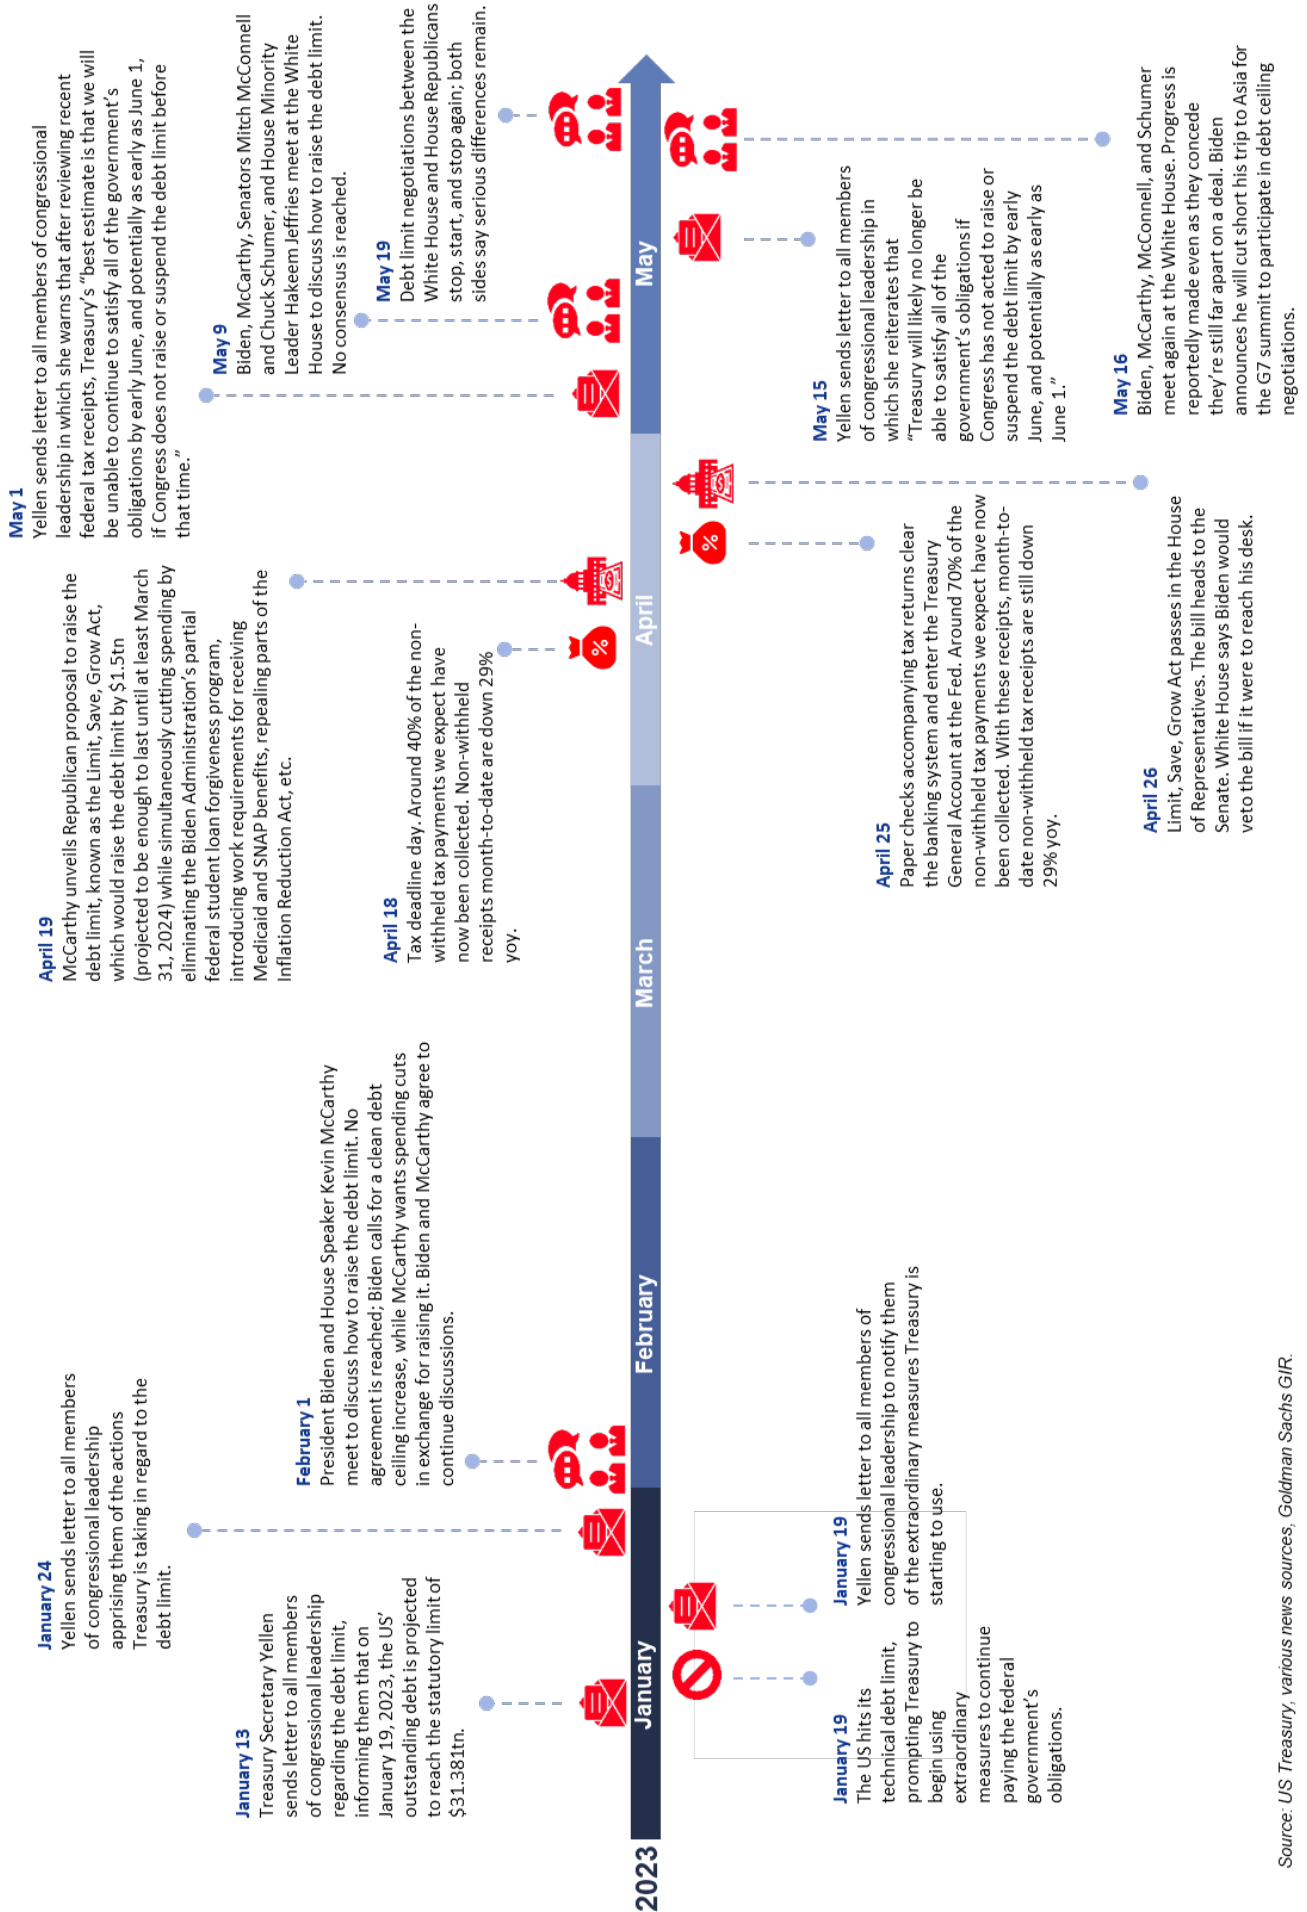 January 24
Yellen sends letter to all members
of congressional leadership
apprising them of the actions
Treasury is taking in regard to the
debt limit.
January 13
Treasury Secretary Yellen
sends letter to all members
of congressional leadership
regarding the debt limit,
informing them that on
January 19, 2023, the US’
outstanding debt is projected
to reach the statutory limit of
$31.381tn.
February 1
President Biden and House Speaker Kevin McCarthy
meet to discuss how to raise the debt limit. No
agreement is reached; Biden calls for a clean debt
ceiling increase, while McCarthy wants spending cuts
in exchange for raising it. Biden and McCarthy agree to
continue discussions.
April 19
McCarthy unveils Republican proposal to raise the
debt limit, known as the Limit, Save, Grow Act,
which would raise the debt limit by $1.5tn
(projected to be enough to last until at least March
31, 2024) while simultaneously cutting spending by
eliminating the Biden Administration’s partial
federal student loan forgiveness program,
introducing work requirements for receiving
Medicaid and SNAP benefits, repealing parts of the
Inflation Reduction Act, etc.
April 18
Tax deadline day. Around 40% of the non-
withheld tax payments we expect have
now been collected. Non-withheld
receipts month-to-date are down 29%
yoy.
May 1
Yellen sends letter to all members of congressional
leadership in which she warns that after reviewing recent
federal tax receipts, Treasury’s “best estimate is that we will
be unable to continue to satisfy all of the government’s
obligations by early June, and potentially as early as June 1,
if Congress does not raise or suspend the debt limit before
that time.”
May 9
Biden, McCarthy, Senators Mitch McConnell
and Chuck Schumer, and House Minority
Leader Hakeem Jeffries meet at the White
House to discuss how to raise the debt limit.
No consensus is reached.
May 19
Debt limit negotiations between the
White House and House Republicans
stop, start, and stop again; both
sides say serious differences remain.
2023
January
February
March
April
May
%
$
%
$
January 19
The US hits its
technical debt limit,
prompting Treasury to
begin using
extraordinary
measures to continue
paying the federal
government’s
obligations.
January 19
Yellen sends letter to all members of
congressional leadership to notify them
of the extraordinary measures Treasury is
starting to use.
April 25
Paper checks accompanying tax returns clear
the banking system and enter the Treasury
General Account at the Fed. Around 70% of the
non-withheld tax payments we expect have now
been collected. With these receipts, month-to-
date non-withheld tax receipts are still down
29% yoy.
April 26
Limit, Save, Grow Act passes in the House
of Representatives. The bill heads to the
Senate. White House says Biden would
veto the bill if it were to reach his desk.
May 15
Yellen sends letter to all members
of congressional leadership in
which she reiterates that
“Treasury will likely no longer be
able to satisfy all of the
government’s obligations if
Congress has not acted to raise or
suspend the debt limit by early
June, and potentially as early as
June 1.”
May 16
Biden, McCarthy, McConnell, and Schumer
meet again at the White House. Progress is
reportedly made even as they concede
they’re still far apart on a deal. Biden
announces he will cut short his trip to Asia for
the G7 summit to participate in debt ceiling
negotiations.
Source: US Treasury, various news sources, Goldman Sachs GIR.